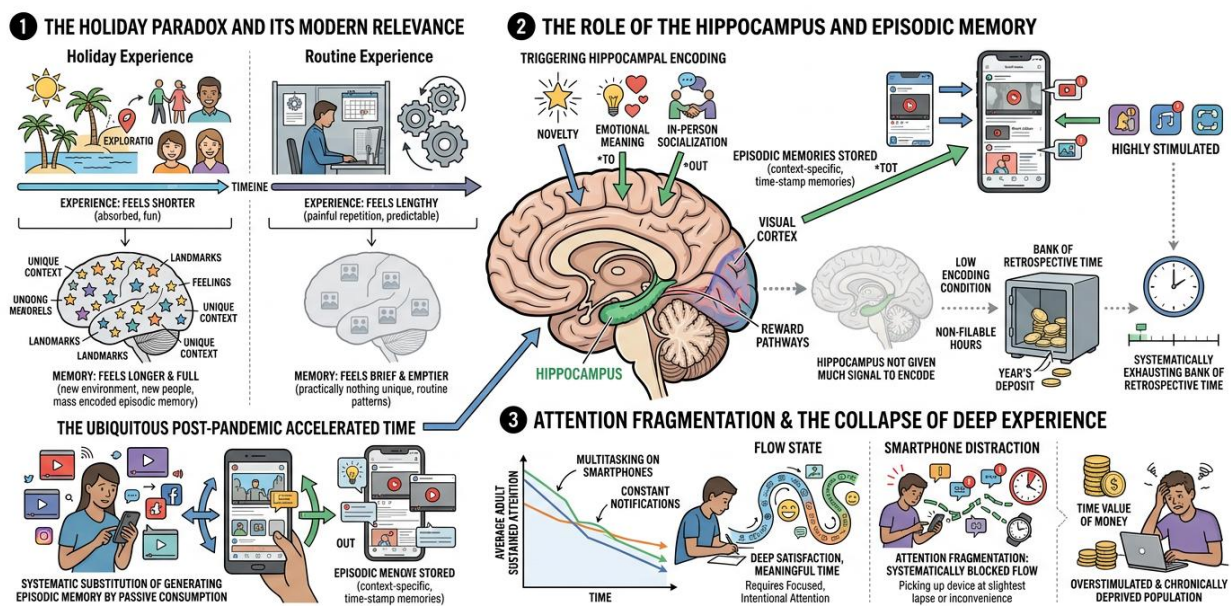 1 THE HOLIDAY PARADOX AND ITS MODERN RELEVANCE
Holiday Experience
EXPLORATIQ
Routine Experience
TIMEINE
EXPERIENCE: FEELS SHORTER
(absorbed, fun)
EXPERIENCE: FEELS LENGTHY
(painful repetition, predictable)
UNIQUE
CONTEXT
LANDMARKS
FEELINGS
UNOONG
MEMORELS
UNIQUE
CONTEXT
LANDMARKS
LANDMARKS
UNIQUE
CONTEXT
MEMORY: FEELS LONGER & FULL
(new environment, new people,
mass encoded episodic memory)
MEMORY: FEELS BRIEF & EMPTIER
(practically nothing unique, routine
patterns)
THE UBIQUITOUS POST-PANDEMIC ACCELERATED TIME
OUT
SYSTEMATIC SUBSTITUTION OF GENERATING
EPISODIC MEMORY BY PASSIVE CONSUMPTION
EPISODIC MENOVE STORED
(context-specific,
time-stamp memories)
2 THE ROLE OF THE HIPPOCAMPUS AND EPISODIC MEMORY
TRIGGERING HIPPOCAMPAL ENCODING
NOVELTY
EMOTIONAL
MEANING
IN-PERSON
SOCIALIZATION
*TO
*OUT
EPISODIC MEMORIES STORED
(context-specific,
time-stamp memories)
*TOT
HIGHLY STIMULATED
VISUAL
CORTEX
REWARD
PATHWAYS
HIPPOCAMPUS
HIPPOCAMPUS NOT GIVEN
MUCH SIGNAL TO ENCODE
LOW
ENCODING
CONDITION
NON-FILABLE
HOURS
BANK OF
RETROSPECTIVE TIME
YEAR'S
DEPOSIT
SYSTEMATICALLY
EXHAUSTING BANK OF
RETROSPECTIVE TIME
3 ATTENTION FRAGMENTATION & THE COLLAPSE OF DEEP EXPERIENCE
AVERAGE ADULT
SUSTAINED ATTENTION
MULTITASKING ON
SMARTPHONES
CONSTANT
NOTIFICATIONS
TIME
FLOW STATE
DEEP SATISFACTION,
MEANINGFUL TIME
Requires Focused,
Intentional Attention
SMARTPHONE DISTRACTION
ATTENTION FRAGMENTATION:
SYSTEMATICALLY BLOCKED FLOW
Picking up device at slightest
lapse or inconvenience
TIME VALUE
OF MONEY
OVERSTIMULATED & CHRONICALLY
DEPRIVED POPULATION